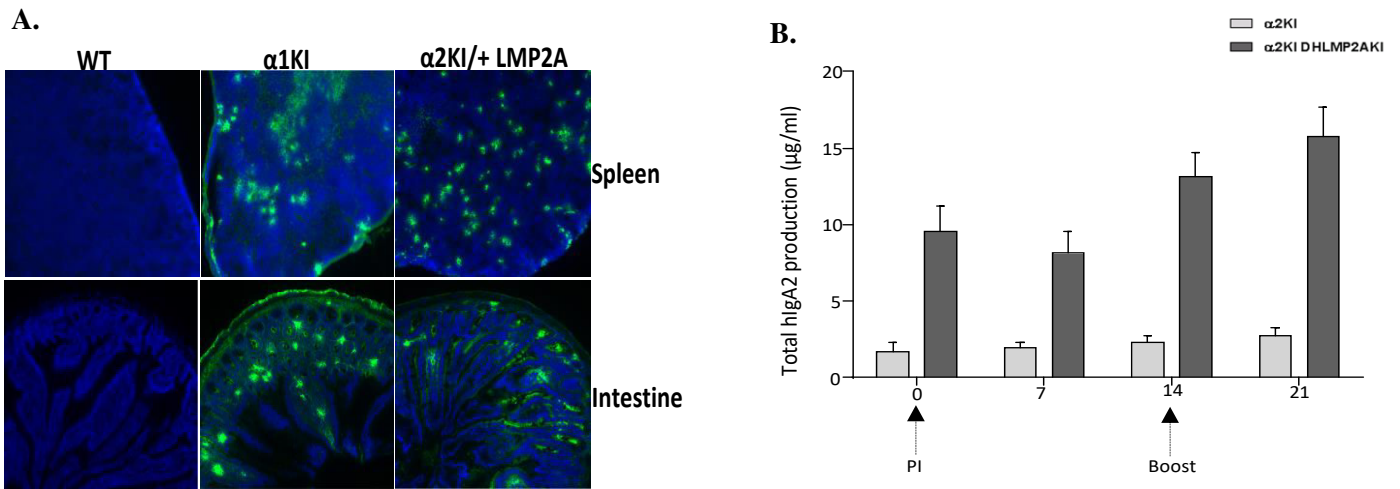 A.
WT
α1KI
α2KI/+ LMP2A
Spleen
Intestine
B.
α2KI
α2KI DHLMP2AKI
Total hIgA2 production (µg/ml)
20
15
10
5
0
0
7
14
21
PI
Boost